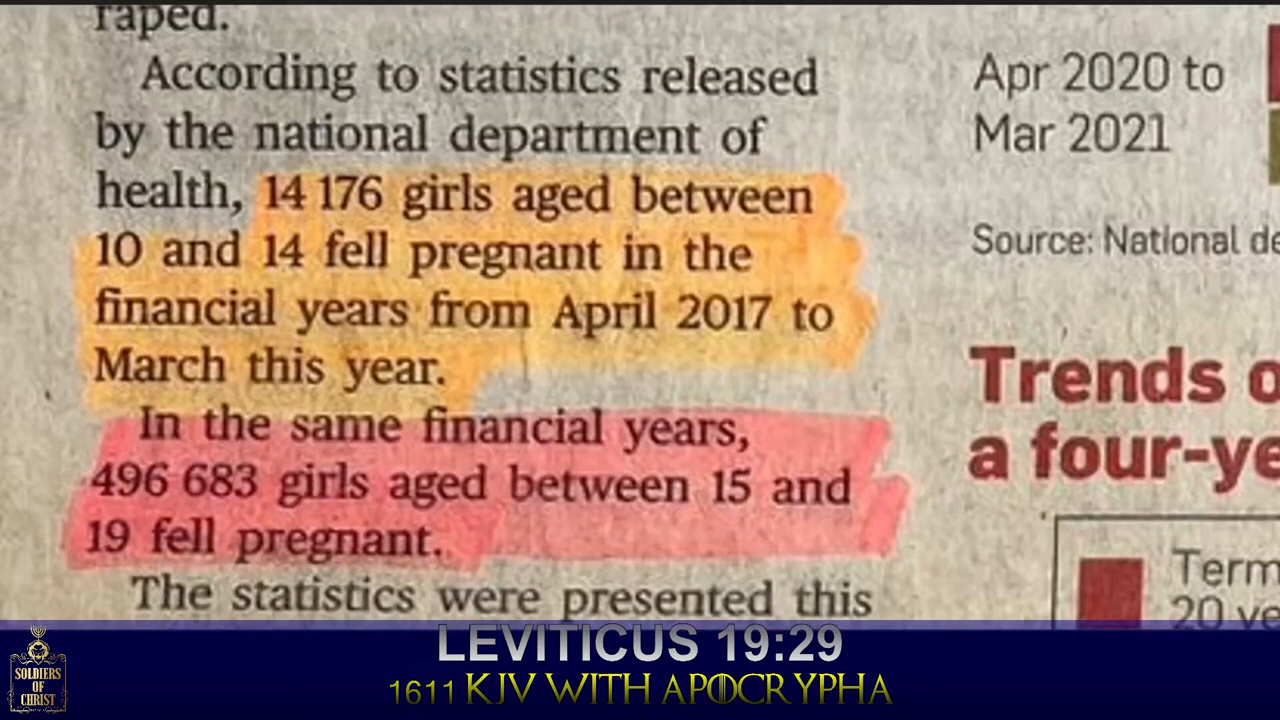 raped.
According to statistics released
by the national department of
health, 14 176 girls aged between
10 and 14 fell pregnant in the
financial years from April 2017 to
March this year.
In the same financial years,
496 683 girls aged between 15 and
19 fell pregnant.
The statistics were presented this
Apr 2020 to
Mar 2021
Source: National de
Trends o
a four-ye
Term
20 ye
LEVITICUS 19:29
1611 KJV WITH APOCRYPHA
SOLDIERS
OF
CHRIST